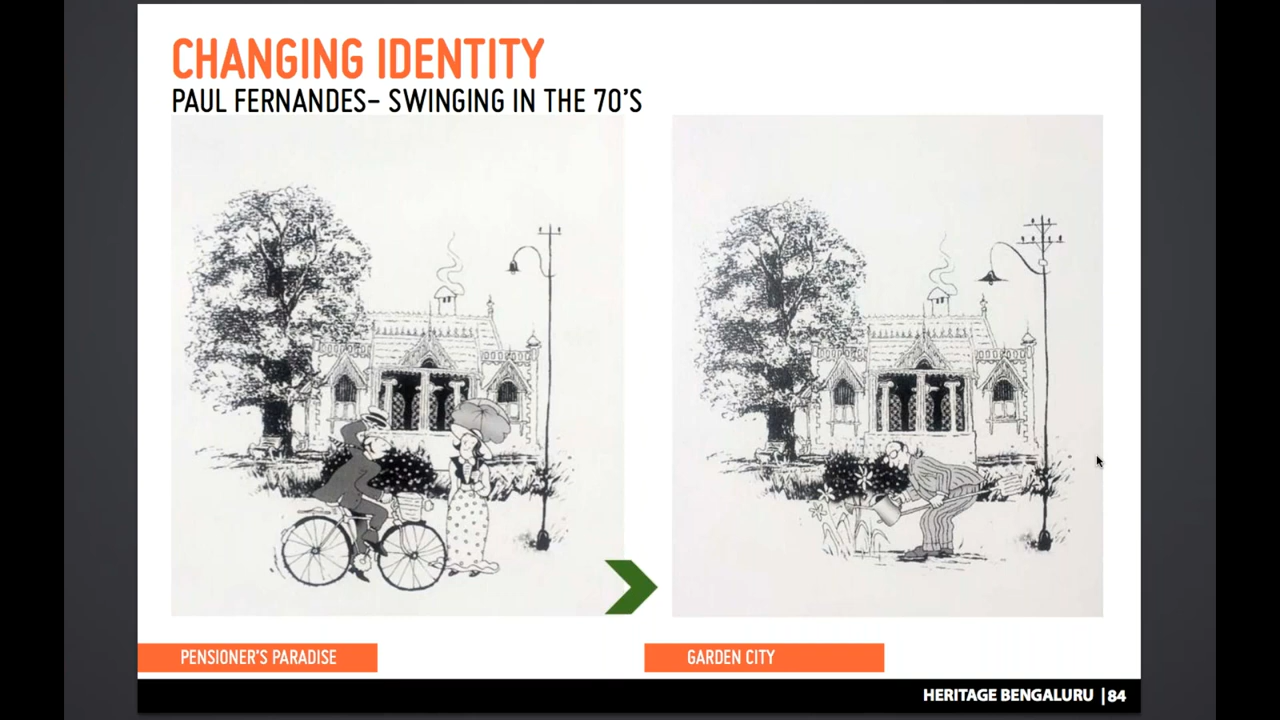 CHANGING IDENTITY
PAUL FERNANDES- SWINGING IN THE 70'S
PENSIONER'S PARADISE
GARDEN CITY
HERITAGE BENGALURU |84